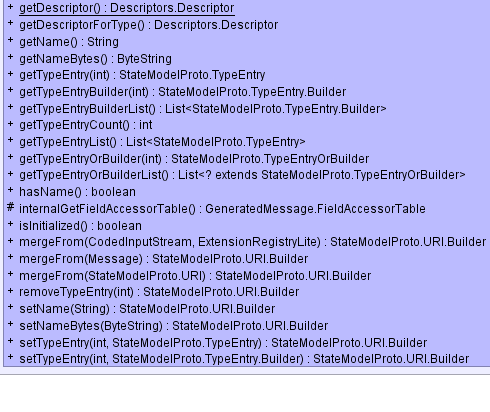 + getDescriptor() : Descriptors.Descriptor
+ getDescriptorForType() : Descriptors.Descriptor
+ getName() : String
+ getNameBytes() : ByteString
+ getTypeEntry(int) : StateModelProto.TypeEntry
+ getTypeEntryBuilder(int) : StateModelProto.TypeEntry.Builder
+ getTypeEntryBuilderList() : List<StateModelProto.TypeEntry.Builder>
+ getTypeEntryCount() : int
+ getTypeEntryList() : List<StateModelProto.TypeEntry>
+ getTypeEntryOrBuilder(int) : StateModelProto.TypeEntryOrBuilder
+ getTypeEntryOrBuilderList() : List<? extends StateModelProto.TypeEntryOrBuilder>
+ hasName() : boolean
# internalGetFieldAccessorTable() : GeneratedMessage.FieldAccessorTable
+ isInitialized() : boolean
+ mergeFrom(CodedInputStream, ExtensionRegistryLite) : StateModelProto.URI.Builder
+ mergeFrom(Message) : StateModelProto.URI.Builder
+ mergeFrom(StateModelProto.URI) : StateModelProto.URI.Builder
+ removeTypeEntry(int) : StateModelProto.URI.Builder
+ setName(String) : StateModelProto.URI.Builder
+ setNameBytes(ByteString) : StateModelProto.URI.Builder
+ setTypeEntry(int, StateModelProto.TypeEntry) : StateModelProto.URI.Builder
+ setTypeEntry(int, StateModelProto.TypeEntry.Builder) : StateModelProto.URI.Builder